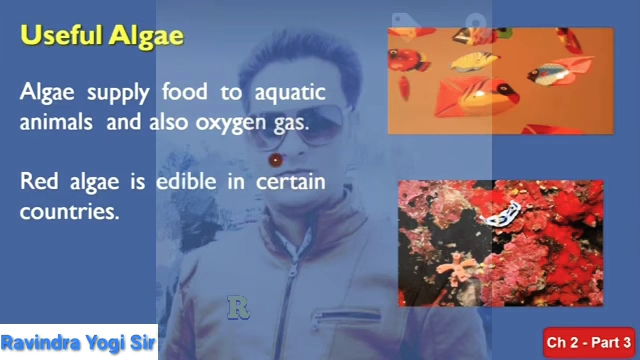 Useful Algae
Algae supply food to aquatic
animals and also oxygen gas.
Red algae is edible in certain
countries.
R
Ravindra Yogi Sir
Ch 2 - Part 3